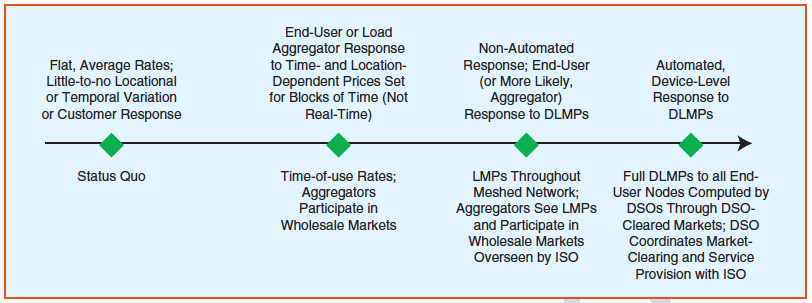 Flat, Average Rates;
Little-to-no Locational
or Temporal Variation
or Customer Response
End-User or Load
Aggregator Response
to Time- and Location-
Dependent Prices Set
for Blocks of Time (Not
Real-Time)
Non-Automated
Response; End-User
(or More Likely,
Aggregator)
Response to DLMPs
Automated,
Device-Level
Response to
DLMPs
Status Quo
Time-of-use Rates;
Aggregators
Participate in
Wholesale Markets
LMPs Throughout
Meshed Network;
Aggregators See LMPs
and Participate in
Wholesale Markets
Overseen by ISO
Full DLMPs to all End-
User Nodes Computed by
DSOs Through DSO-
Cleared Markets; DSO
Coordinates Market-
Clearing and Service
Provision with ISO